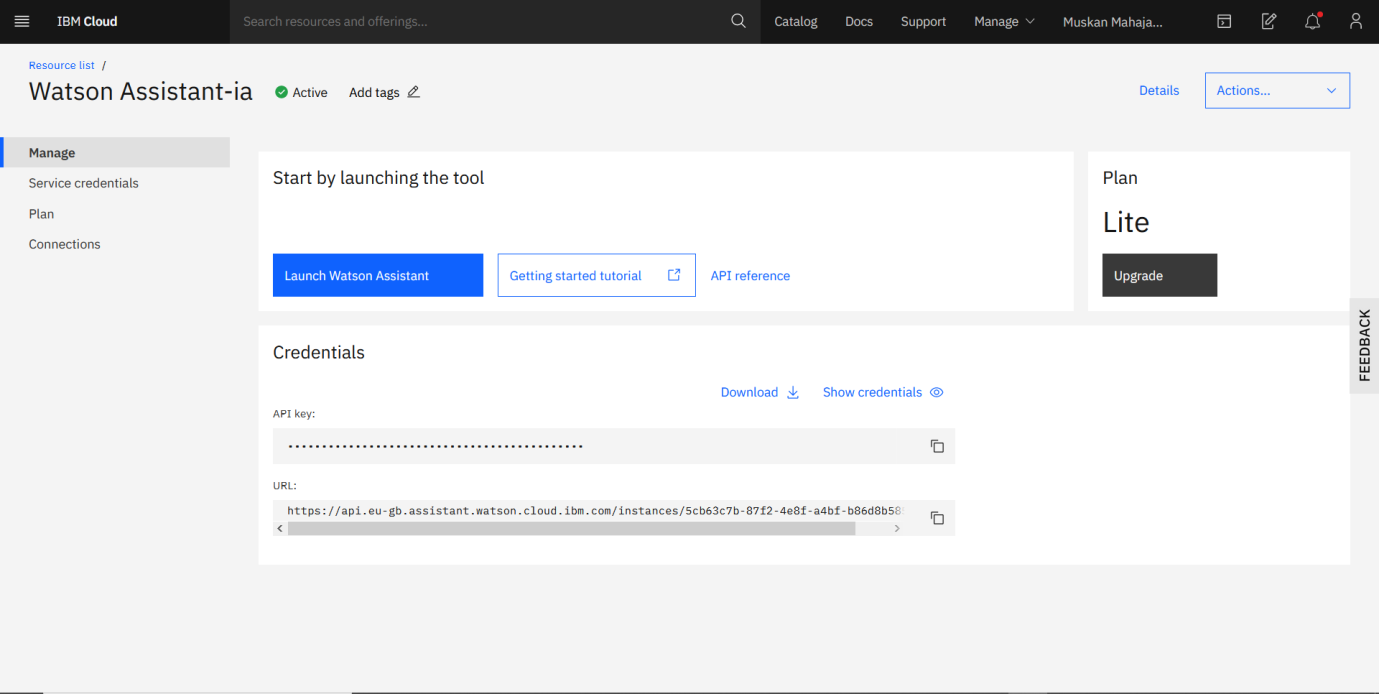 IBM Cloud
Search resources and offerings...
Catalog
Docs
Support
Manage
Muskan Mahaja...
Resource list /
Watson Assistant-ia
Active
Add tags
Details
Actions...
Manage
Service credentials
Plan
Connections
Start by launching the tool
Launch Watson Assistant
Getting started tutorial
API reference
Plan
Lite
Upgrade
FEEDBACK
Credentials
Download
Show credentials
API key:
URL:
https://api.eu-gb.assistant.watson.cloud.ibm.com/instances/5cb63c7b-87f2-4e8f-a4bf-b86d8b58